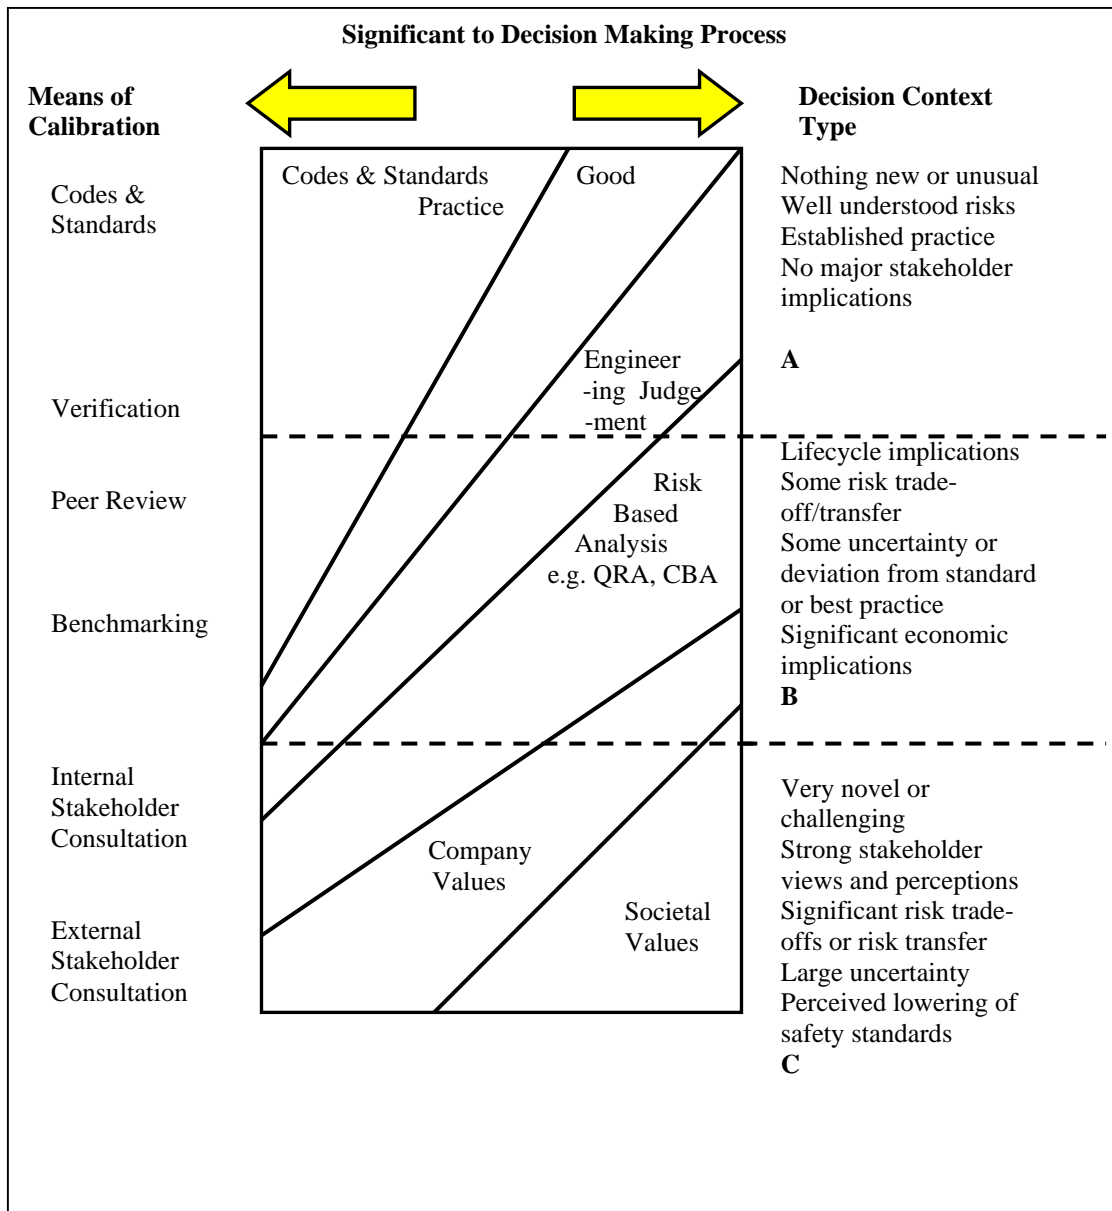 Significant to Decision Making Process
Means of
Calibration
Decision Context
Type
Codes &
Standards
Verification
Peer Review
Benchmarking
Internal
Stakeholder
Consultation
External
Stakeholder
Consultation
Codes & Standards
Good
Practice
Engineer
-ing Judge
-ment
Risk
Based
Analysis
e.g. QRA, CBA
Company
Values
Societal
Values
Nothing new or unusual
Well understood risks
Established practice
No major stakeholder
implications
A
Lifecycle implications
Some risk trade-
off/transfer
Some uncertainty or
deviation from standard
or best practice
Significant economic
implications
B
Very novel or
challenging
Strong stakeholder
views and perceptions
Significant risk trade-
offs or risk transfer
Large uncertainty
Perceived lowering of
safety standards
C